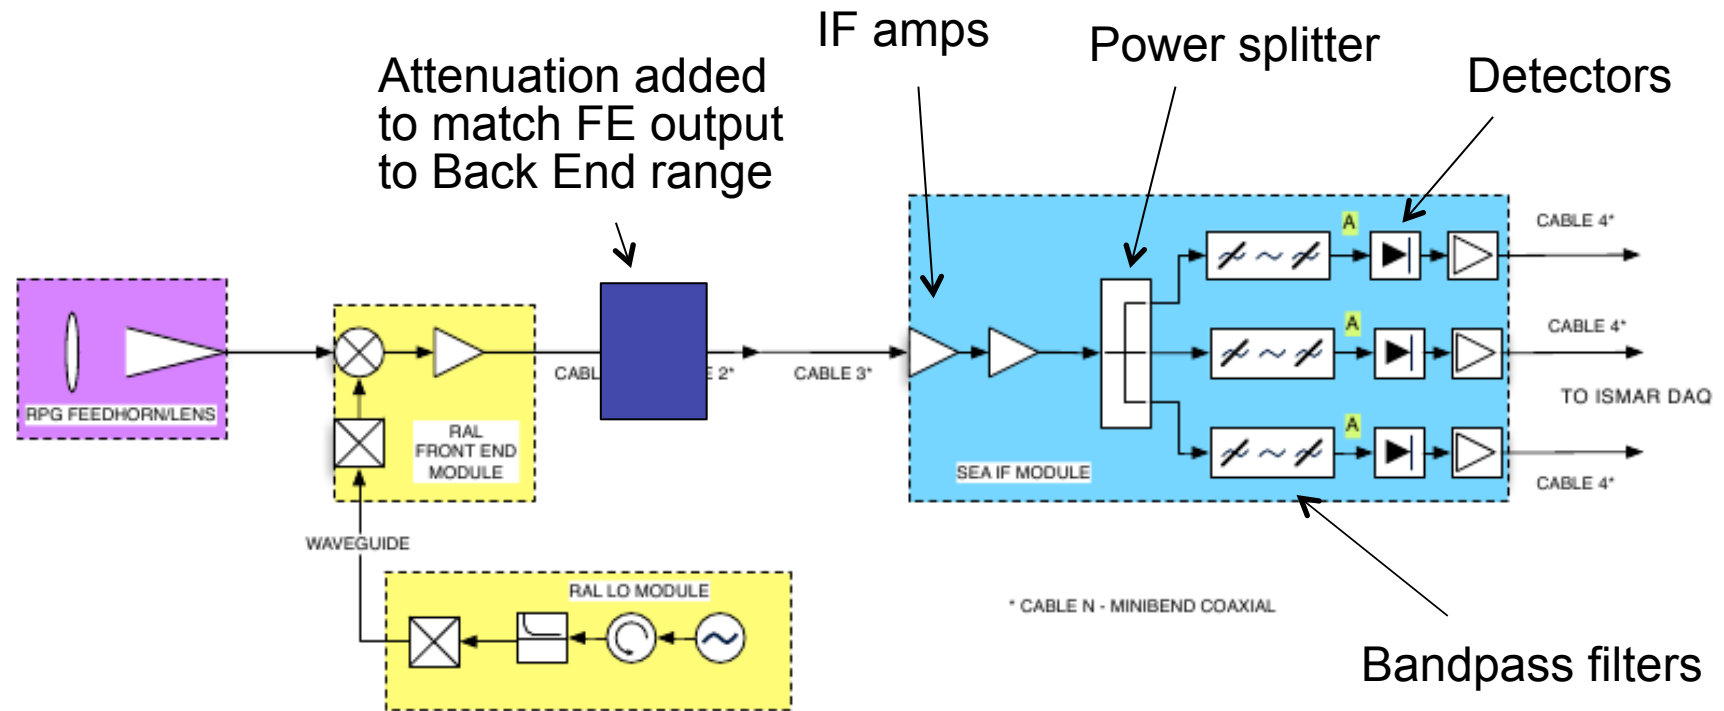 IF amps
Power splitter
Detectors
Attenuation added
to match FE output
to Back End range
A
CABLE 4*
RPG FEEDHORN/LENS
RAL
FRONT END
MODULE
2*
CABLE 3*
A
CABLE 4*
TO ISMAR DAQ
A
SEA IF MODULE
CABLE 4*
WAVEGUIDE
RAL LO MODULE
* CABLE N - MINIBEND COAXIAL
Bandpass filters